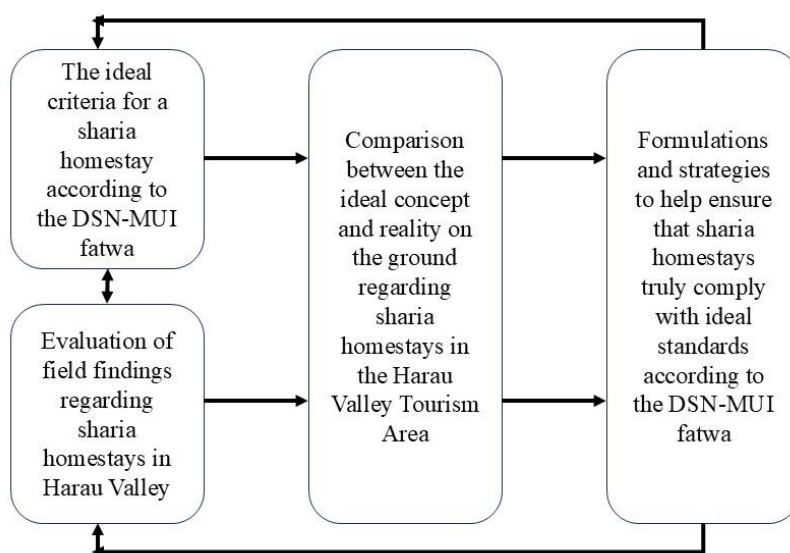 The ideal
criteria for a
sharia
homestay
according to
the DSN-MUI
fatwa
Evaluation of
field findings
regarding
sharia
homestays in
Harau Valley
Comparison
between the
ideal concept
and reality on
the ground
regarding
sharia
homestays in
the Harau
Valley Tourism
Area
Formulations
and strategies
to help ensure
that sharia
homestays
truly comply
with ideal
standards
according to
the DSN-MUI
fatwa